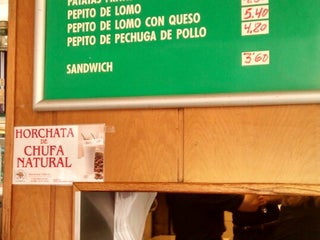 PEPITO DE LOMO 5.40
PEPITO DE LOMO CON QUESO 4.80
PEPITO DE PECHUGA DE POLLO
SANDWICH 3'60
HORCHATA
DE
CHUFA
NATURAL